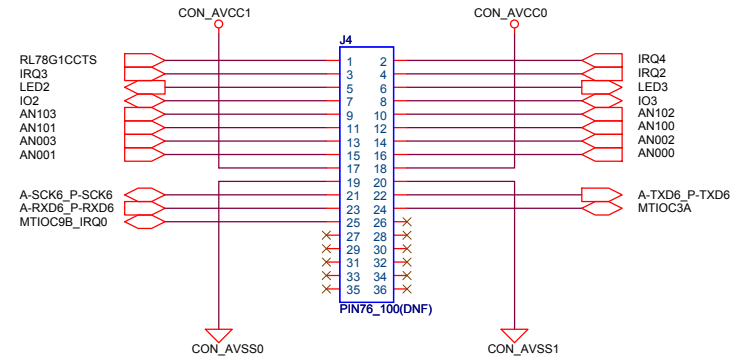 CON_AVCC1 CON_AVCC0
J4
RL78G1CCTS 1 2 IRQ4
IRQ3 3 4 IRQ2
LED2 5 6 LED3
IO2 7 8 IO3
AN103 9 10 AN102
AN101 11 12 AN100
AN003 13 14 AN002
AN001 15 16 AN000
17 18
19 20
A-SCK6_P-SCK6 21 22 A-TXD6_P-TXD6
A-RXD6_P-RXD6 23 24 MTIOC3A
MTIOC9B_IRQ0 25 26
27 28
29 30
31 32
33 34
35 36
PIN76_100(DNF)
CON_AVSS0 CON_AVSS1